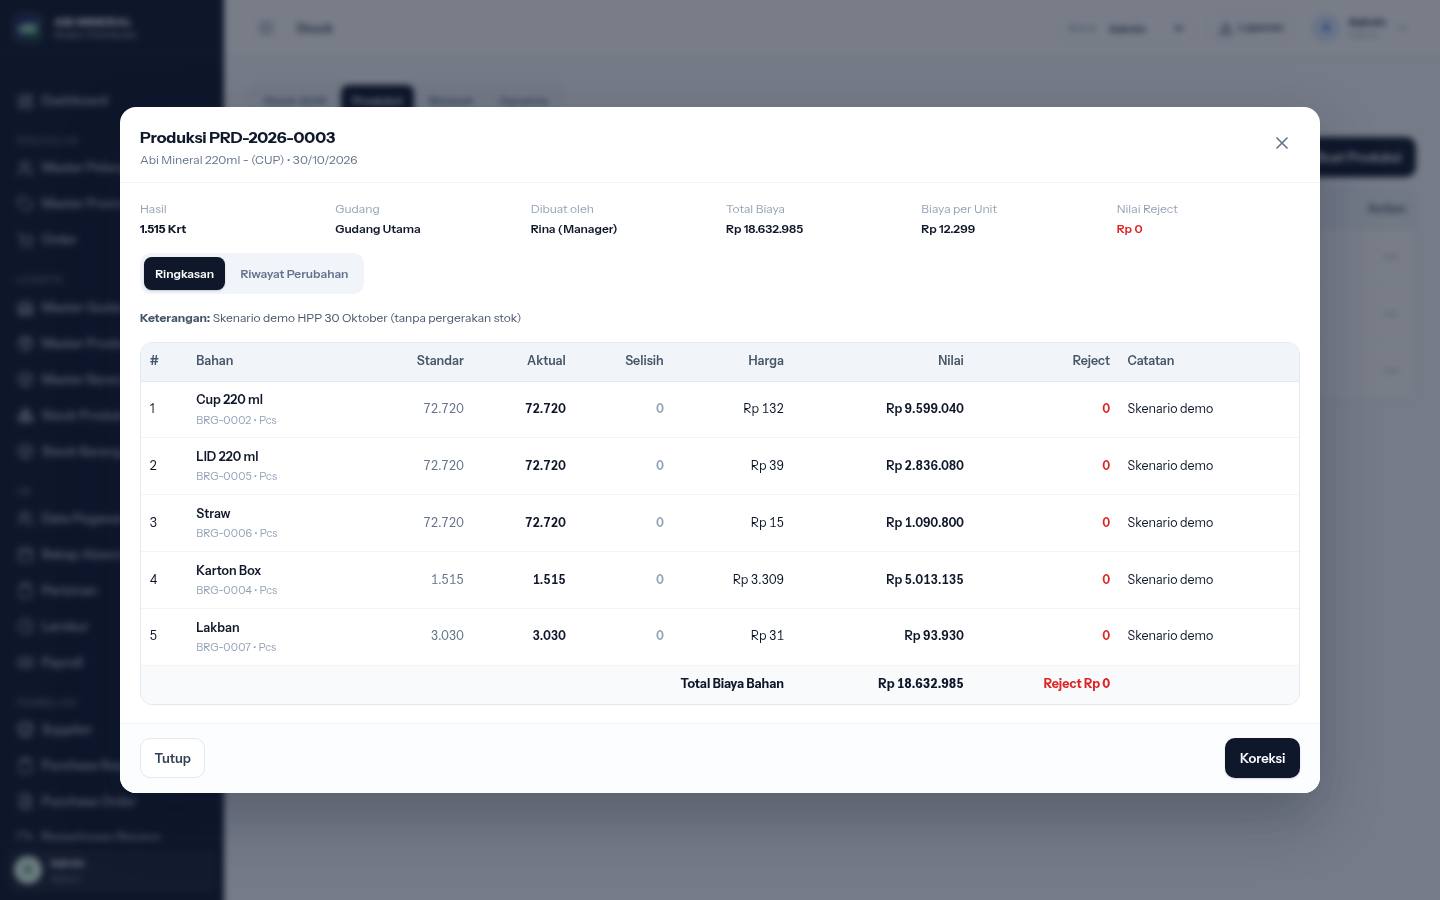 Produksi PRD-2026-0003
Abi Mineral 220ml - (CUP) • 30/10/2026
Hasil Gudang Dibuat oleh Total Biaya Biaya per Unit Nilai Reject
1.515 Krt Gudang Utama Rina (Manager) Rp 18.632.985 Rp 12.299 Rp 0
Ringkasan Riwayat Perubahan
Keterangan: Skenario demo HPP 30 Oktober (tanpa pergerakan stok)
# Bahan Standar Aktual Selisih Harga Nilai Reject Catatan
1 Cup 220 ml 72.720 72.720 0 Rp 132 Rp 9.599.040 0 Skenario demo
BRG-0002 • Pcs
2 LID 220 ml 72.720 72.720 0 Rp 39 Rp 2.836.080 0 Skenario demo
BRG-0005 • Pcs
3 Straw 72.720 72.720 0 Rp 15 Rp 1.090.800 0 Skenario demo
BRG-0006 • Pcs
4 Karton Box 1.515 1.515 0 Rp 3.309 Rp 5.013.135 0 Skenario demo
BRG-0004 • Pcs
5 Lakban 3.030 3.030 0 Rp 31 Rp 93.930 0 Skenario demo
BRG-0007 • Pcs
Total Biaya Bahan Rp 18.632.985 Reject Rp 0
Tutup Koreksi
Stock
Dashboard
Order
Supplier
Payroll